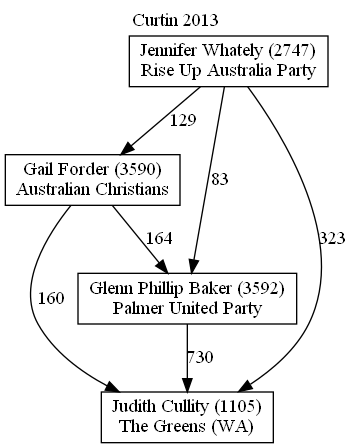 Curtin 2013
Jennifer Whately (2747)
Rise Up Australia Party
129
Gail Forder (3590)
Australian Christians
83
164
323
Glenn Phillip Baker (3592)
Palmer United Party
160
730
Judith Cullity (1105)
The Greens (WA)